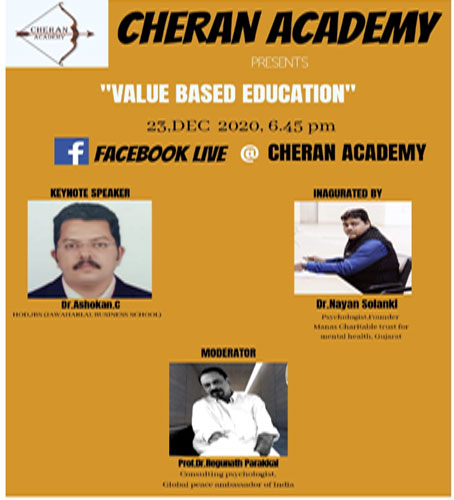 CHERAN
ACADEMY
CHERAN ACADEMY
PRESENTS
"VALUE BASED EDUCATION"
23,DEC 2020, 6.45 pm
f FACEBOOK LIVE @ CHERAN ACADEMY
KEYNOTE SPEAKER
Dr.Ashokan.C
HOD,JBS (JAWAHARLAL BUSINESS SCHOOL)
INAGURATED BY
Dr.Nayan Solanki
Psychologist,Founder
Manas Charitable trust for
mental health, Gujarat
MODERATOR
Prof.Dr.Regunath Parakkal
Consulting psychologist,
Global peace ambassador of India